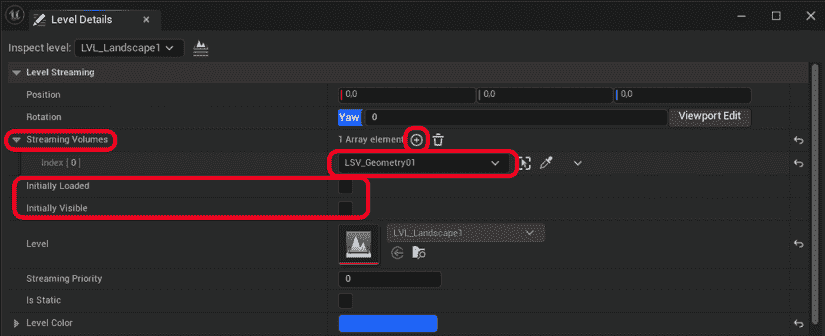 Level Details
Inspect level: LVL_Landscape1
Level Streaming
Position 0,0 0,0 0,0
Rotation Yaw 0 Viewport Edit
Streaming Volumes 1 Array element
Index [ 0 ] LSV_Geometry01
Initially Loaded
Initially Visible
Level LVL_Landscape1
Streaming Priority 0
Is Static
Level Color